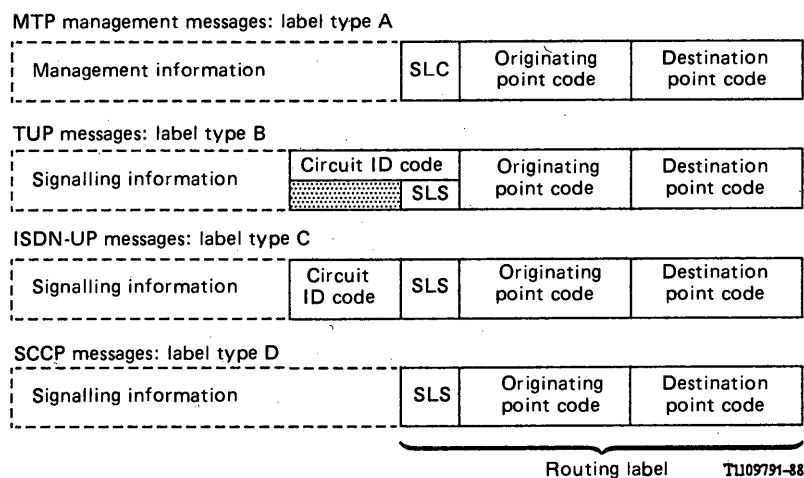 MTP management messages: label type A
Management information
SLC
Originating point code
Destination point code
TUP messages: label type B
Signalling information
Circuit ID code
SLS
Originating point code
Destination point code
ISDN-UP messages: label type C
Signalling information
Circuit ID code
SLS
Originating point code
Destination point code
SCCP messages: label type D
Signalling information
SLS
Originating point code
Destination point code
Routing label
T1109791-88